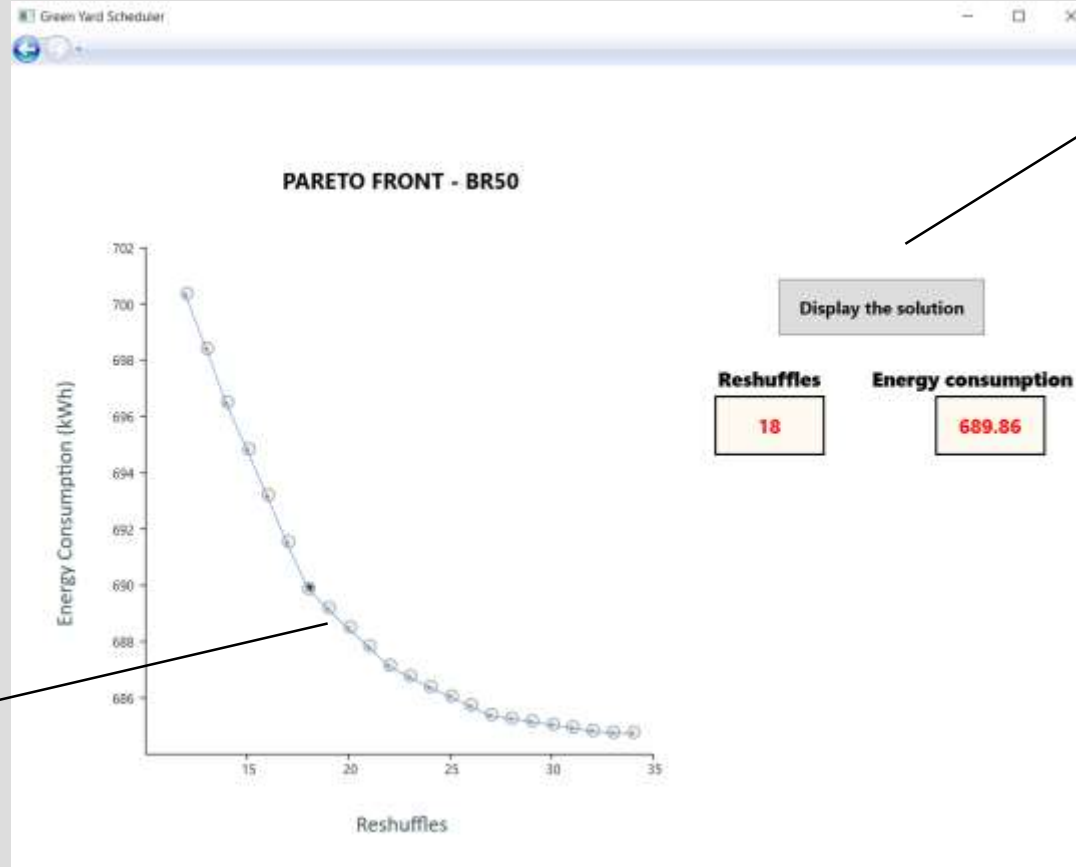 Green Yard Scheduler
PARETO FRONT - BR50
702
700
698
696
694
692
690
688
686
Energy Consumption (kWh)
15
20
25
30
35
Reshuffles
Display the solution
Reshuffles
Energy consumption
18
689.86